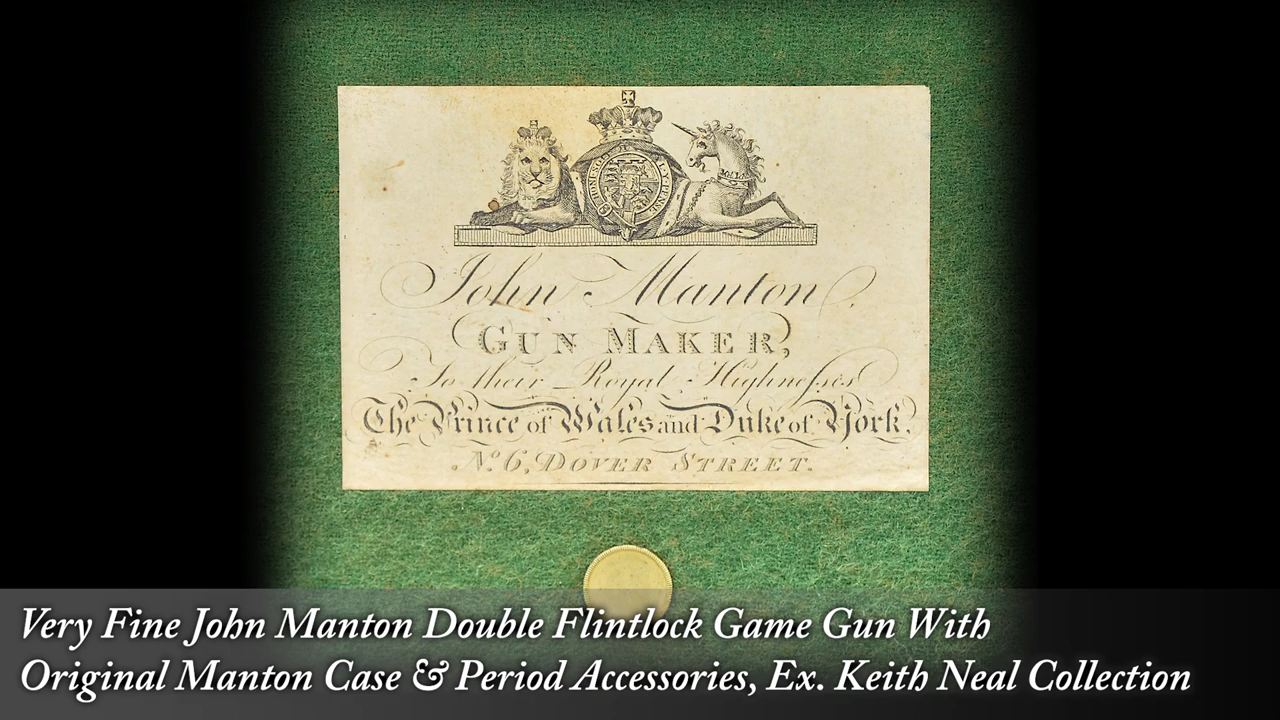 John Manton
GUN MAKER,
To their Royal Highneſses
The Prince of Wales and Duke of York.
No. 6, DOVER STREET.
Very Fine John Manton Double Flintlock Game Gun With
Original Manton Case & Period Accessories, Ex. Keith Neal Collection